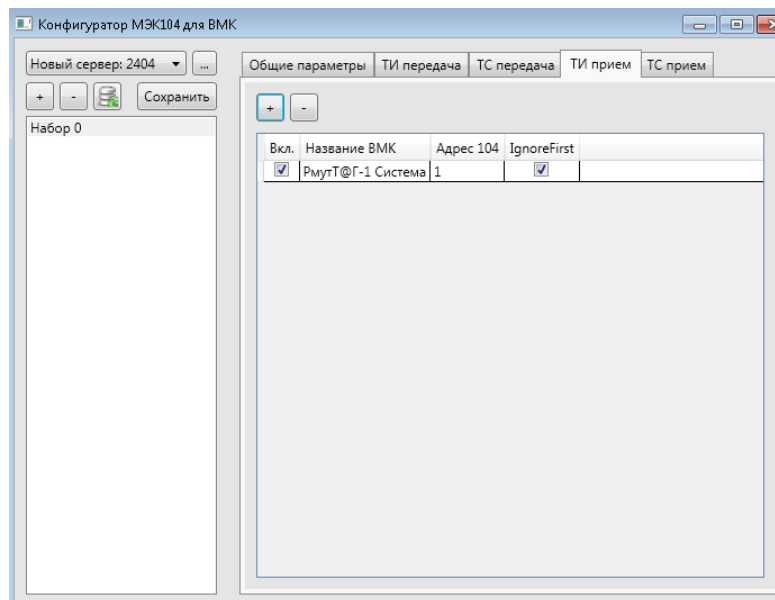 Конфигуратор МЭК104 для ВМК
Новый сервер: 2404 ...
+ - Сохранить
Набор 0
Общие параметры ТИ передача ТС передача ТИ прием ТС прием
+ -
Вкл. Название ВМК Адрес 104 IgnoreFirst
РмутТ@Г-1 Система 1